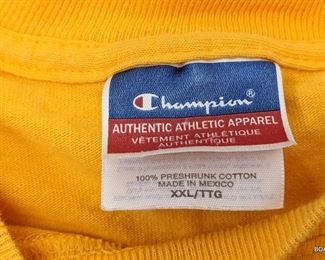 Champion®
AUTHENTIC ATHLETIC APPAREL
VÊTEMENT ATHLÉTIQUE
AUTHENTIQUE
100% PRESHRUNK COTTON
MADE IN MEXICO
XXL/TTG